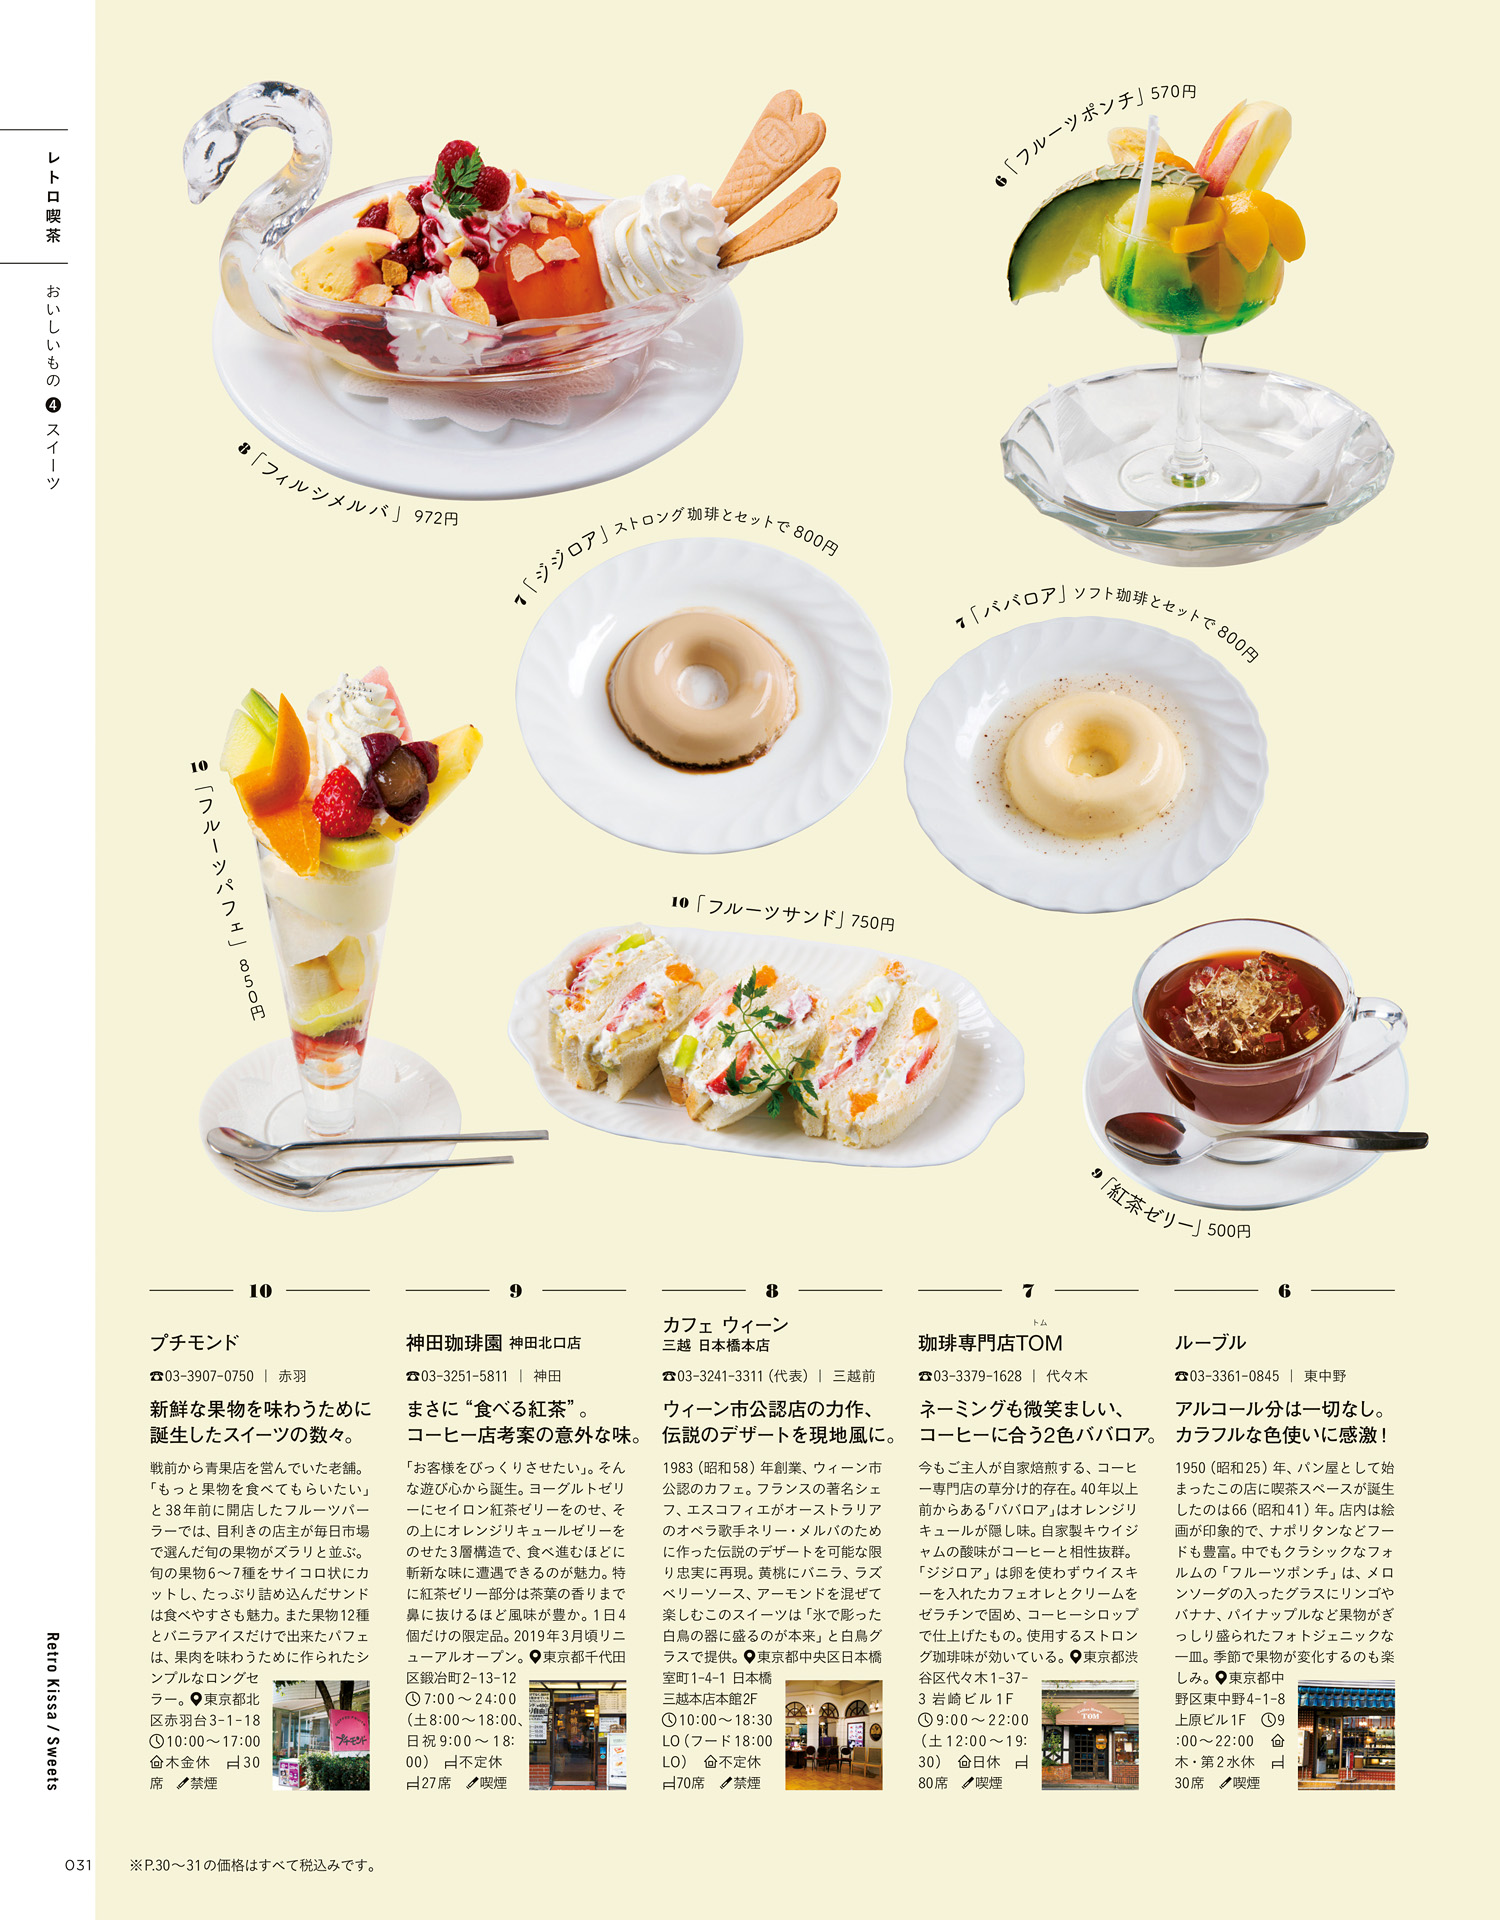 レトロ喫茶
おいしいもの ❹ スイーツ
6「フルーツポンチ」570円
8「フィルシメルバ」972円
7「ジジロア」ストロング珈琲とセットで800円
7「ババロア」ソフト珈琲とセットで800円
10「フルーツパフェ」850円
10「フルーツサンド」750円
9「紅茶ゼリー」500円
6
ルーブル
☎03-3361-0845 | 東中野
アルコール分は一切なし。
カラフルな色使いに感激!
1950(昭和25)年、パン屋として始
まったこの店に喫茶スペースが誕生
したのは66(昭和41)年。店内は絵
画が印象的で、ナポリタンなどフー
ドも豊富。中でもクラシックなフォ
ルムの「フルーツポンチ」は、メロ
ンソーダの入ったグラスにリンゴや
バナナ、パイナップルなど果物がぎ
っしり盛られたフォトジェニックな
一皿。季節で果物が変化するのも楽
しみ。東京都中
野区東中野4-1-8
上原ビル1F 9
:00〜22:00
木・第2水休
30席 喫煙
7
トム
珈琲専門店TOM
☎03-3379-1628 | 代々木
ネーミングも微笑ましい、
コーヒーに合う2色ババロア。
今もご主人が自家焙煎する、コーヒ
ー専門店の草分け的存在。40年以上
前からある「ババロア」はオレンジリ
キュールが隠し味。自家製キウイジ
ャムの酸味がコーヒーと相性抜群。
「ジジロア」は卵を使わずウイスキ
ーを入れたカフェオレとクリームを
ゼラチンで固め、コーヒーシロップ
で仕上げたもの。使用するストロン
グ珈琲味が効いている。東京都渋
谷区代々木1-37-
3 岩崎ビル1F
9:00〜22:00
(土12:00〜19:
30) 日休
80席 喫煙
TOM
8
カフェ ウィーン
三越 日本橋本店
☎03-3241-3311(代表) | 三越前
ウィーン市公認店の力作、
伝説のデザートを現地風に。
1983(昭和58)年創業、ウィーン市
公認のカフェ。フランスの著名シェ
フ、エスコフィエがオーストラリア
のオペラ歌手ネリー・メルバのため
に作った伝説のデザートを可能な限
り忠実に再現。黄桃にバニラ、ラズ
ベリーソース、アーモンドを混ぜて
楽しむこのスイーツは「氷で彫った
白鳥の器に盛るのが本来」と白鳥グ
ラスで提供。東京都中央区日本橋
室町1-4-1 日本橋
三越本店本館2F
10:00〜18:30
LO(フード18:00
LO) 不定休
70席 禁煙
9
神田珈琲園 神田北口店
☎03-3251-5811 | 神田
まさに“食べる紅茶”。
コーヒー店考案の意外な味。
「お客様をびっくりさせたい」。そん
な遊び心から誕生。ヨーグルトゼリ
ーにセイロン紅茶ゼリーをのせ、そ
の上にオレンジリキュールゼリーを
のせた3層構造で、食べ進むほどに
斬新な味に遭遇できるのが魅力。特
に紅茶ゼリー部分は茶葉の香りまで
鼻に抜けるほど風味が豊か。1日4
個だけの限定品。2019年3月頃リニ
ューアルオープン。東京都千代田
区鍛冶町2-13-12
7:00〜24:00
(土8:00〜18:00、
日祝9:00〜18:
00) 不定休
27席 喫煙
10
プチモンド
☎03-3907-0750 | 赤羽
新鮮な果物を味わうために
誕生したスイーツの数々。
戦前から青果店を営んでいた老舗。
「もっと果物を食べてもらいたい」
と38年前に開店したフルーツパー
ラーでは、目利きの店主が毎日市場
で選んだ旬の果物がズラリと並ぶ。
旬の果物6〜7種をサイコロ状にカ
ットし、たっぷり詰め込んだサンド
は食べやすさも魅力。また果物12種
とバニラアイスだけで出来たパフェ
は、果肉を味わうために作られたシ
ンプルなロングセ
ラー。東京都北
区赤羽台3-1-18
10:00〜17:00
木金休 30
席 禁煙
プチモンド
Retro Kissa / Sweets
031
※P.30〜31の価格はすべて税込みです。